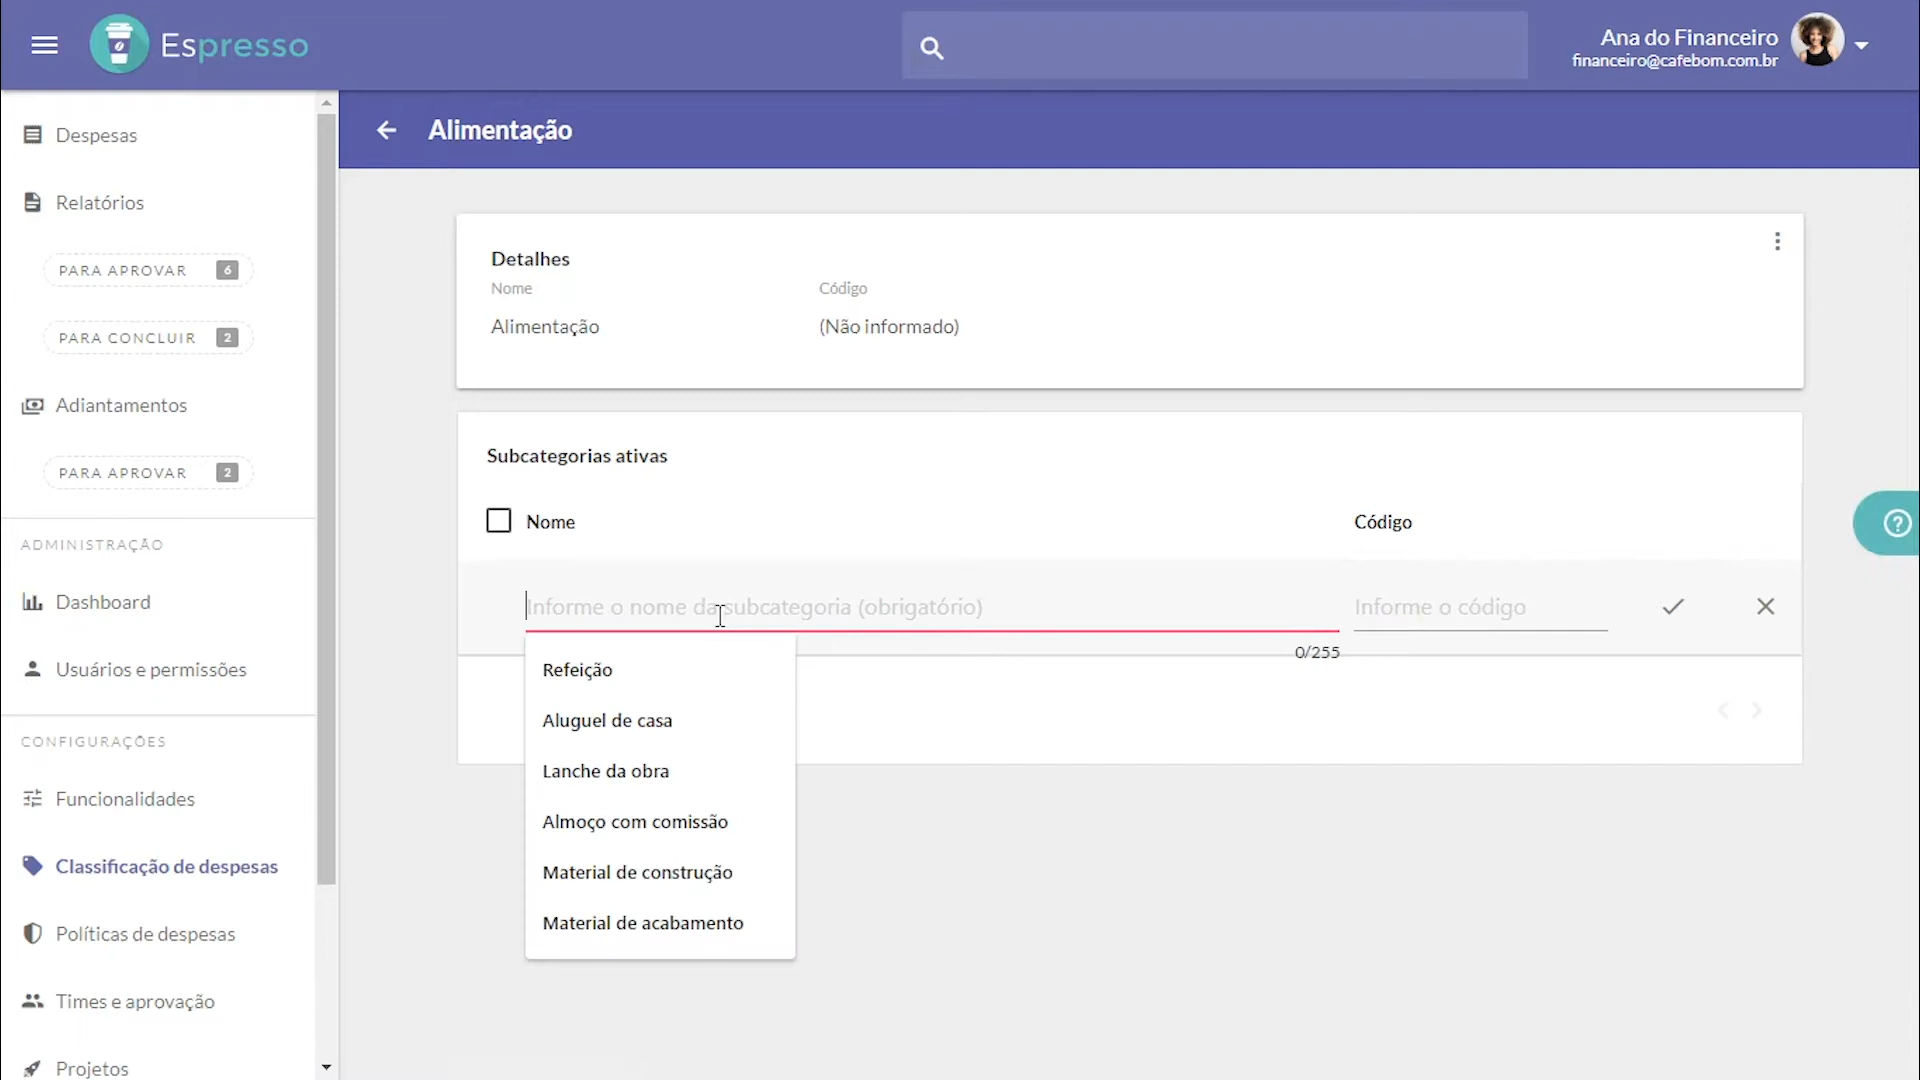 Espresso
Ana do Financeiro
financeiro@cafebom.com.br
Despesas
Relatórios
PARA APROVAR 6
PARA CONCLUIR 2
Adiantamentos
PARA APROVAR 2
ADMINISTRAÇÃO
Dashboard
Usuários e permissões
CONFIGURAÇÕES
Funcionalidades
Classificação de despesas
Políticas de despesas
Times e aprovação
Projetos
Alimentação
Detalhes
Nome Código
Alimentação (Não informado)
Subcategorias ativas
Nome Código
Informe o nome da subcategoria (obrigatório) Informe o código
0/255
Refeição
Aluguel de casa
Lanche da obra
Almoço com comissão
Material de construção
Material de acabamento